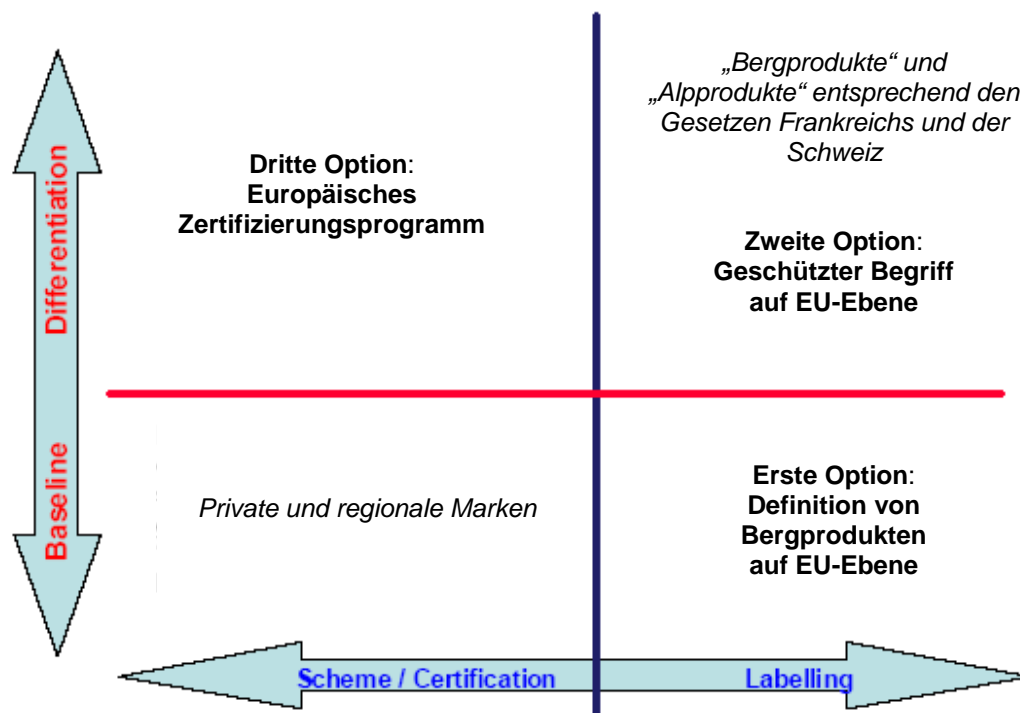 „Bergprodukte“ und
„Alpprodukte“ entsprechend den
Gesetzen Frankreichs und der
Schweiz
Dritte Option:
Europäisches
Zertifizierungsprogramm
Zweite Option:
Geschützter Begriff
auf EU-Ebene
Differentiation
Baseline
Private und regionale Marken
Erste Option:
Definition von
Bergprodukten
auf EU-Ebene
Scheme / Certification
Labelling